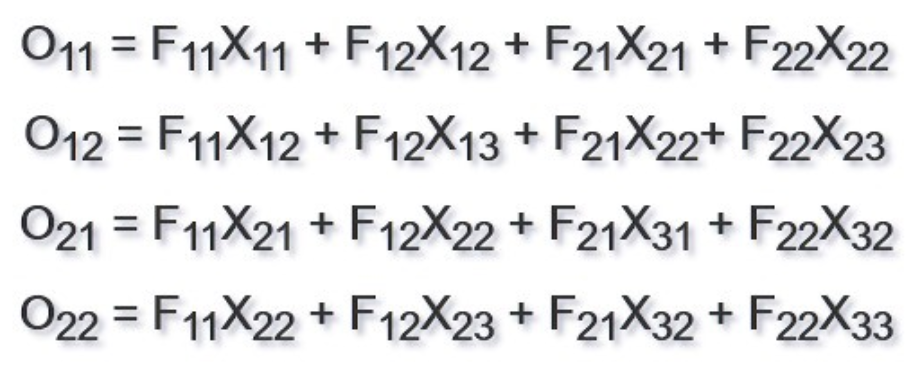 O₁₁ = F₁₁X₁₁ + F₁₂X₁₂ + F₂₁X₂₁ + F₂₂X₂₂
O₁₂ = F₁₁X₁₂ + F₁₂X₁₃ + F₂₁X₂₂+ F₂₂X₂₃
O₂₁ = F₁₁X₂₁ + F₁₂X₂₂ + F₂₁X₃₁ + F₂₂X₃₂
O₂₂ = F₁₁X₂₂ + F₁₂X₂₃ + F₂₁X₃₂ + F₂₂X₃₃